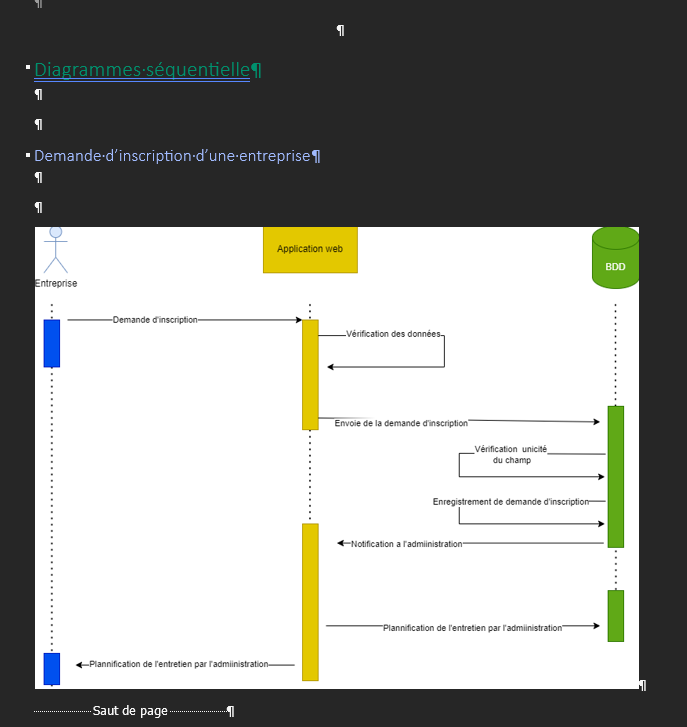 Diagrammes séquentielle
Demande d'inscription d'une entreprise
Application web
BDD
Entreprise
Demande d'inscription
Vérification des données
Envoie de la demande d'inscription
Vérification unicité
du champ
Enregistrement de demande d'inscription
Notification a l'admiinistration
Plannification de l'entretien par l'admiinistration
Plannification de l'entretien par l'admiinistration
Saut de page